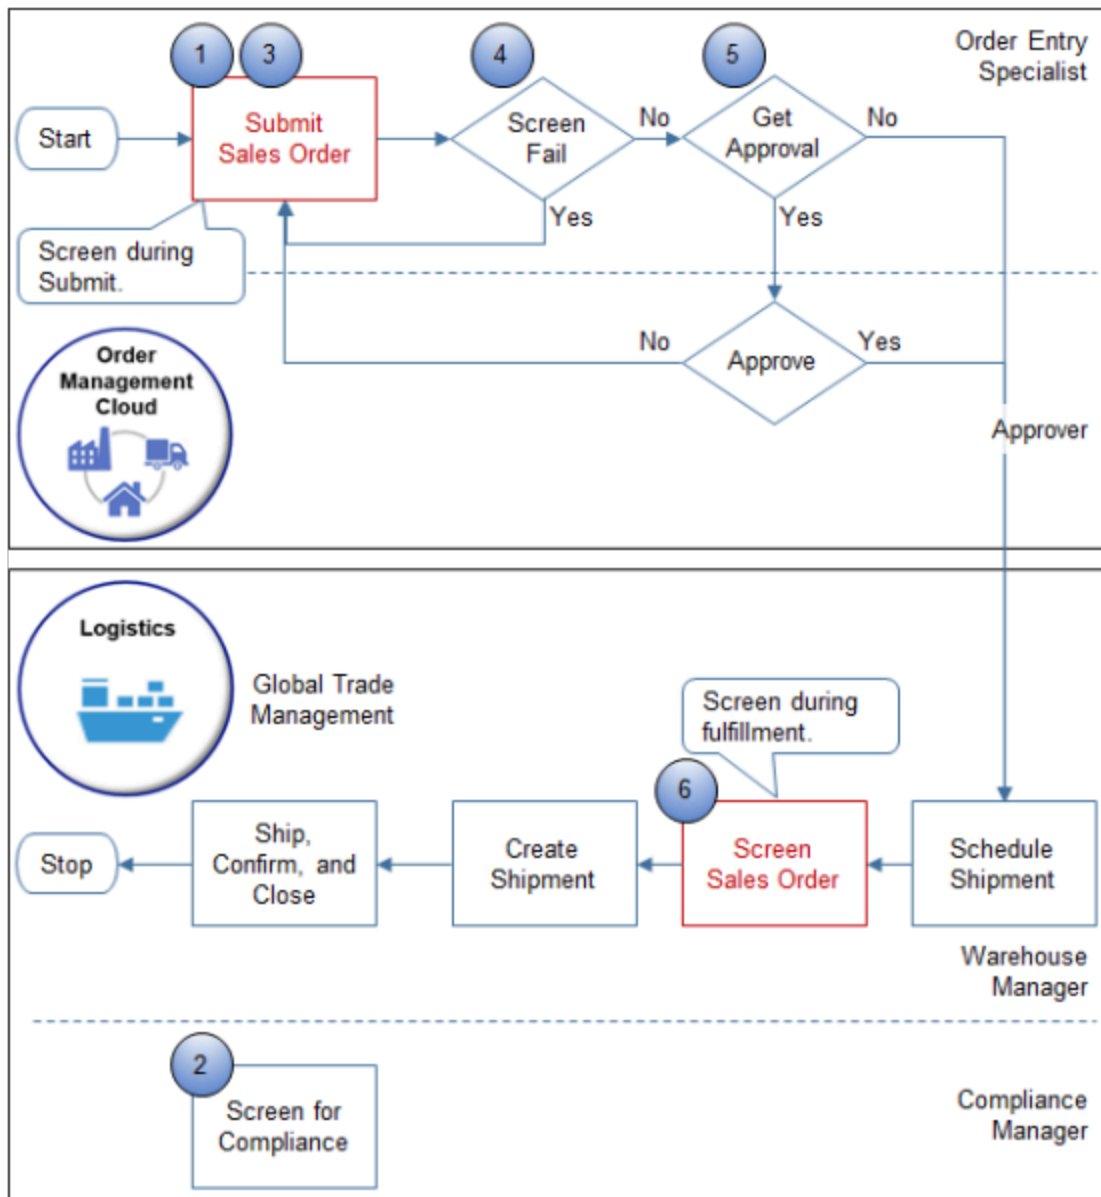 1
3
4
5
Order Entry
Specialist
Start
Submit
Sales Order
Screen
Fail
No
Get
Approval
No
Yes
Yes
Screen during
Submit.
No
Approve
Yes
Order
Management
Cloud
Approver
Logistics
Global Trade
Management
Screen during
fulfillment.
6
Stop
Ship,
Confirm, and
Close
Create
Shipment
Screen
Sales Order
Schedule
Shipment
Warehouse
Manager
2
Screen for
Compliance
Compliance
Manager